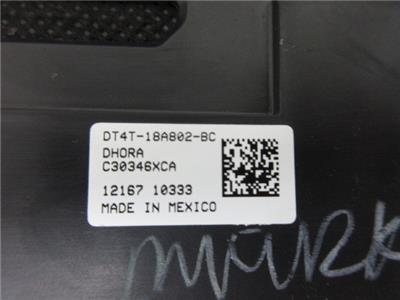 DT4T-18A802-BC
DHORA
C30346XCA
12167 10333
MADE IN MEXICO